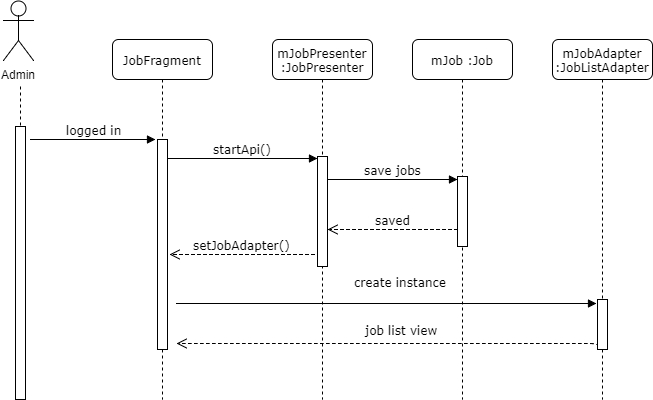 Admin
JobFragment
mJobPresenter
:JobPresenter
mJob :Job
mJobAdapter
:JobListAdapter
logged in
startApi()
save jobs
saved
setJobAdapter()
create instance
job list view